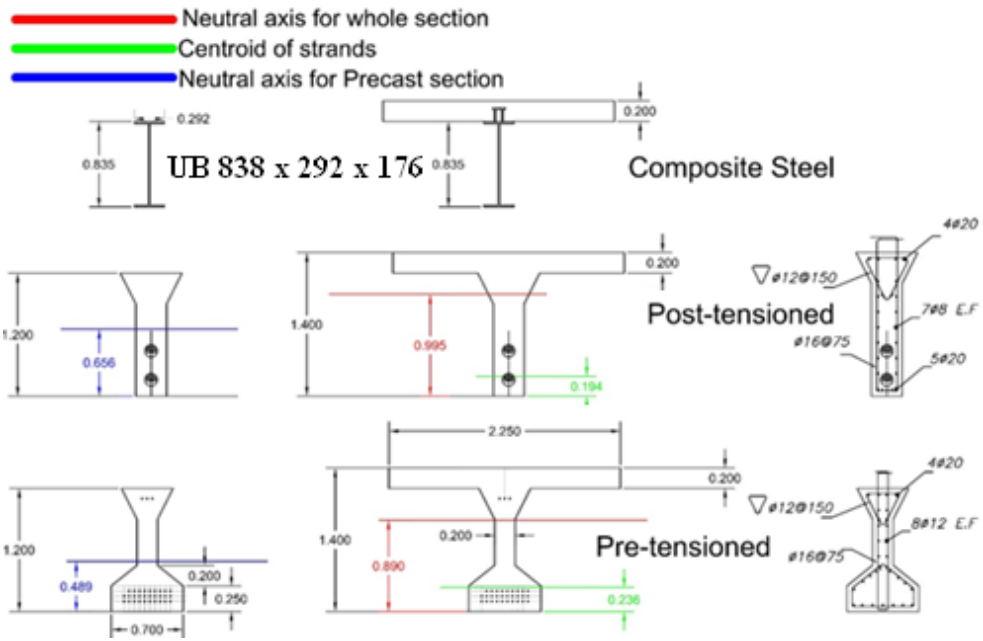 Neutral axis for whole section
Centroid of strands
Neutral axis for Precast section
0.292
0.200
0.835
UB 838 x 292 x 176
0.835
Composite Steel
4ø20
0.200
ø12@150
1.200
1.400
Post-tensioned
7ø8 E.F
0.656
0.995
ø16@75
0.194
5ø20
2.250
4ø20
0.200
ø12@150
1.200
1.400
0.200
8ø12 E.F
Pre-tensioned
0.489
0.200
0.890
ø16@75
0.250
0.236
0.700